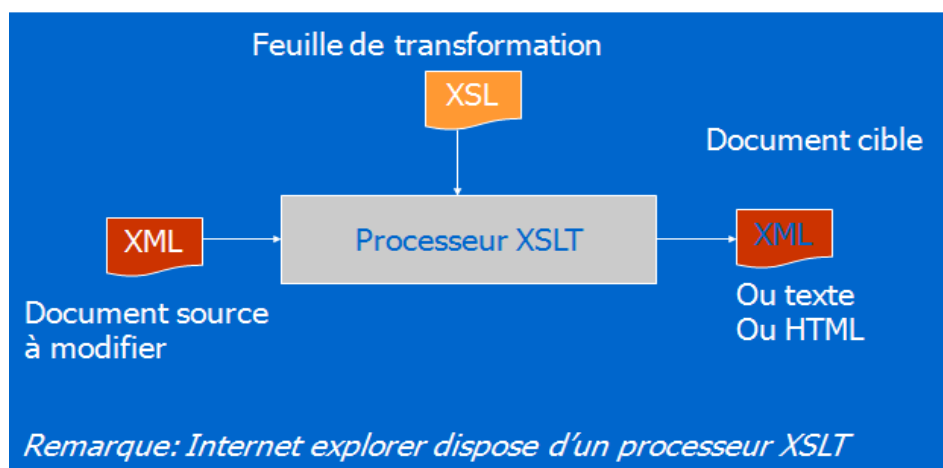 Feuille de transformation
XSL
Document cible
XML
Processeur XSLT
XML
Document source
à modifier
Ou texte
Ou HTML
Remarque: Internet explorer dispose d'un processeur XSLT